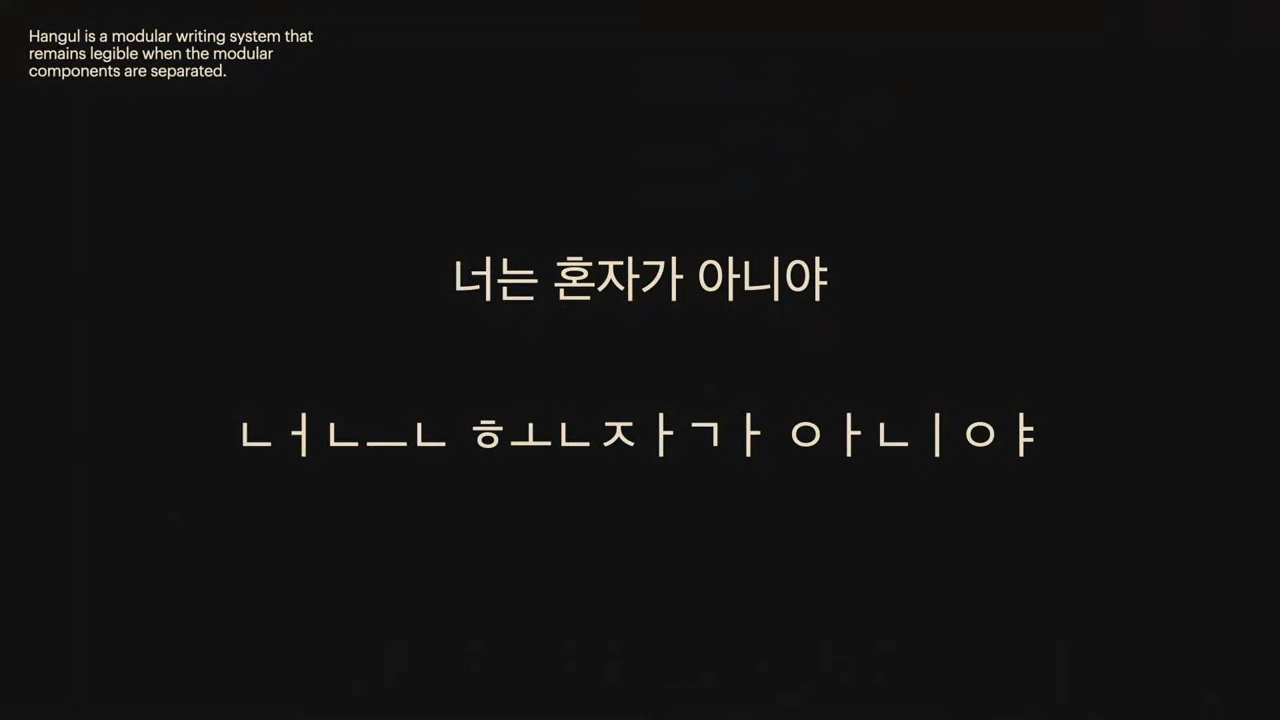 Hangul is a modular writing system that
remains legible when the modular
components are separated.
너는 혼자가 아니야
ㄴㅓㄴㅡㄴ ㅎㅗㄴㅈㅏㄱㅏ ㅇㅏㄴㅣㅇㅑ